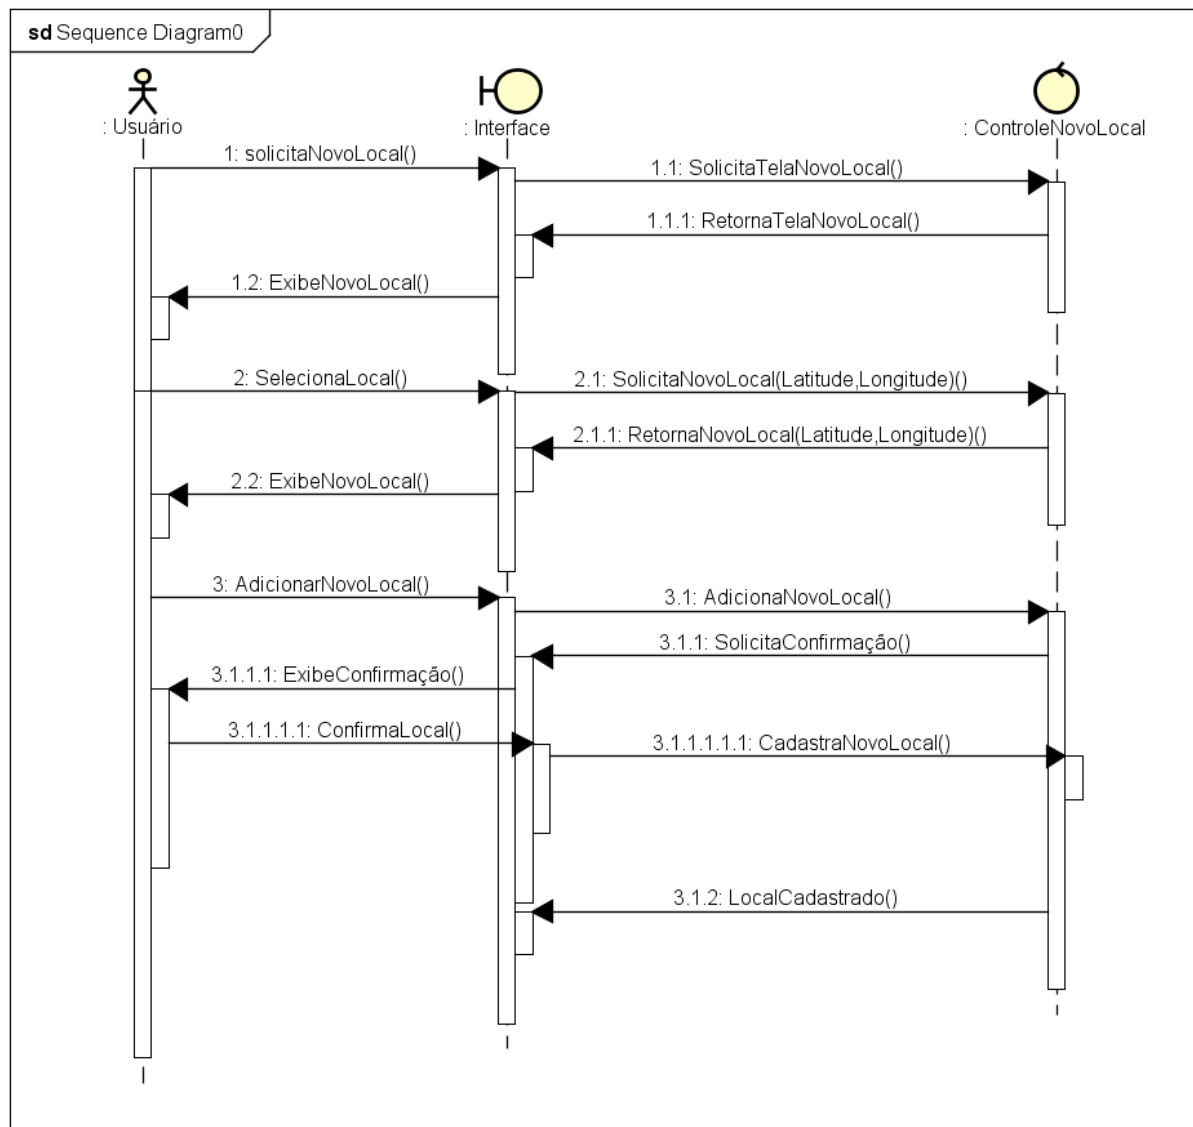 sd Sequence Diagram0
: Usuário
: Interface
: ControleNovoLocal
1: solicitaNovoLocal()
1.1: SolicitaTelaNovoLocal()
1.1.1: RetornaTelaNovoLocal()
1.2: ExibeNovoLocal()
2: SelecionaLocal()
2.1: SolicitaNovoLocal(Latitude,Longitude)()
2.1.1: RetornaNovoLocal(Latitude,Longitude)()
2.2: ExibeNovoLocal()
3: AdicionarNovoLocal()
3.1: AdicionaNovoLocal()
3.1.1: SolicitaConfirmação()
3.1.1.1: ExibeConfirmação()
3.1.1.1.1: ConfirmaLocal()
3.1.1.1.1.1: CadastraNovoLocal()
3.1.2: LocalCadastrado()